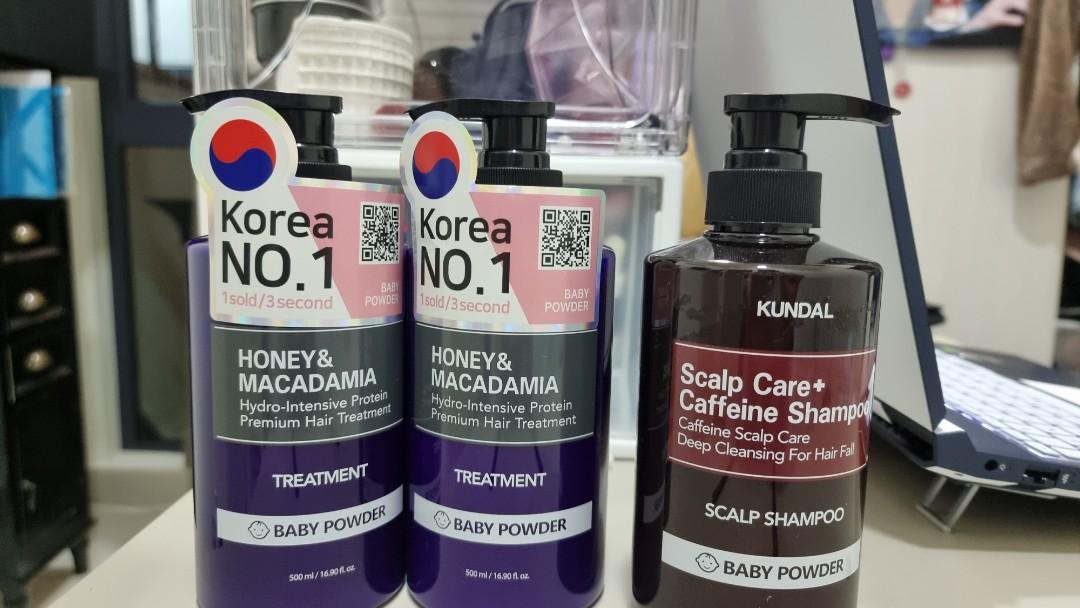 Korea
NO.1
1sold/3second
BABY
POWDER
HONEY&
MACADAMIA
Hydro-Intensive Protein
Premium Hair Treatment
TREATMENT
BABY POWDER
500 ml / 16.90 fl. oz.
Korea
NO.1
1sold/3second
BABY
POWDER
HONEY&
MACADAMIA
Hydro-Intensive Protein
Premium Hair Treatment
TREATMENT
BABY POWDER
500 ml / 16.90 fl. oz.
KUNDAL
Scalp Care+
Caffeine Shampoo
Caffeine Scalp Care
Deep Cleansing For Hair Fall
SCALP SHAMPOO
BABY POWDER